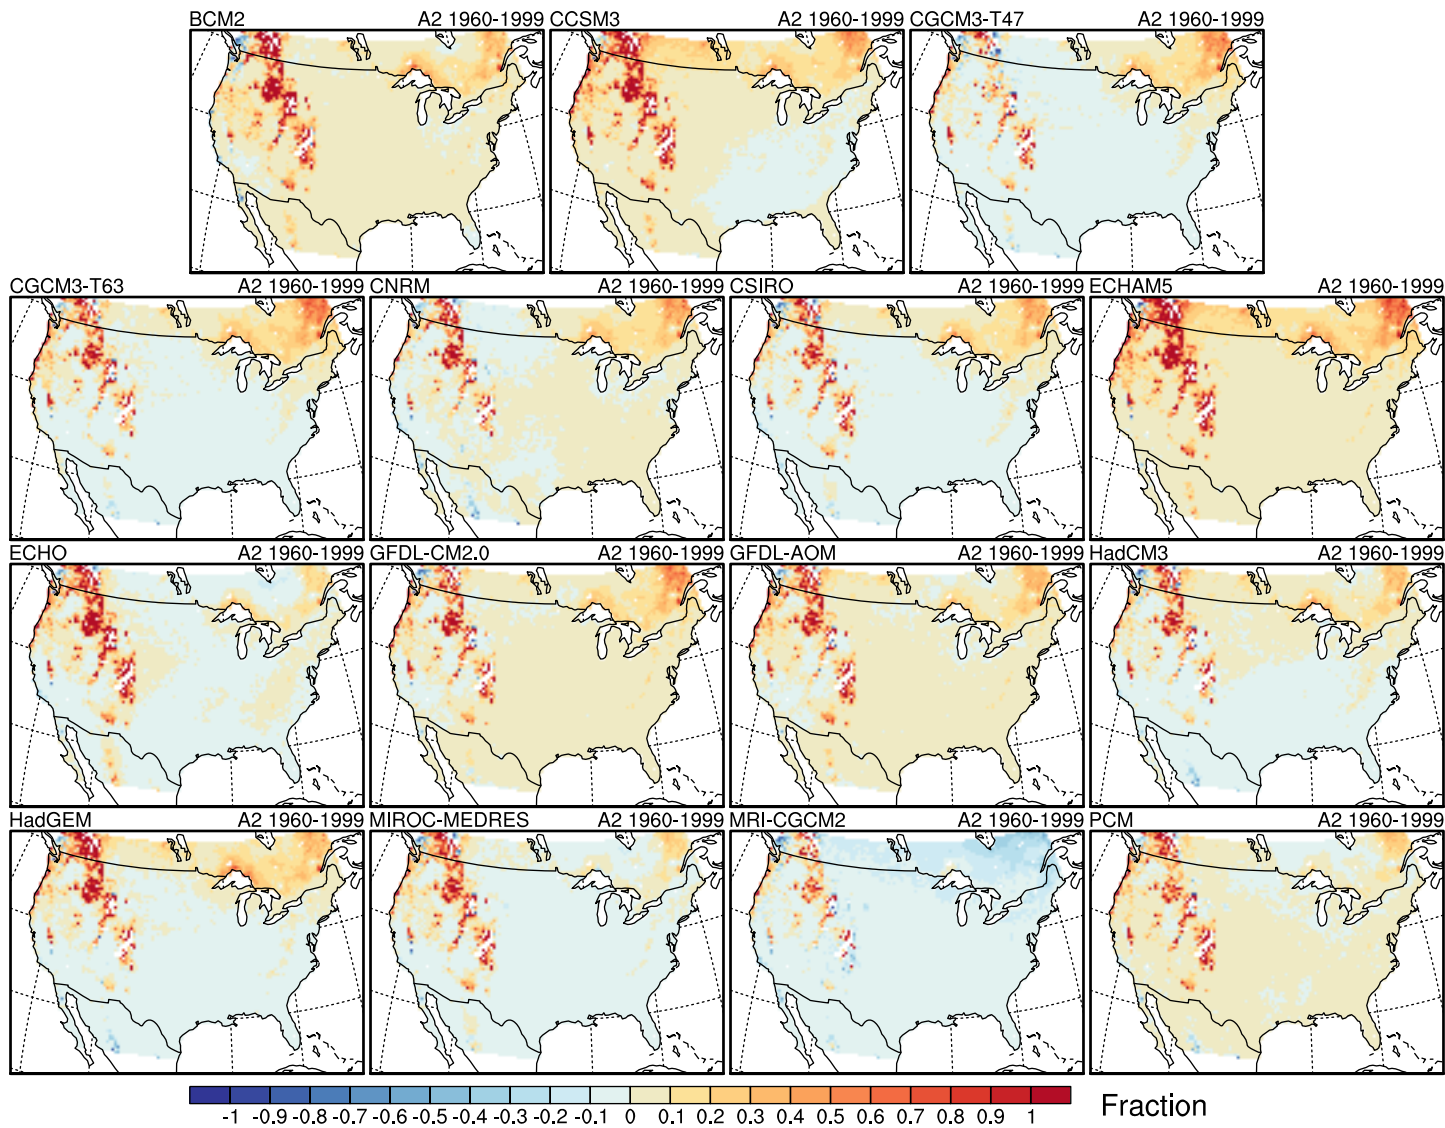 BCM2 A2 1960-1999 CCSM3 A2 1960-1999 CGCM3-T47 A2 1960-1999
CGCM3-T63 A2 1960-1999 CNRM A2 1960-1999 CSIRO A2 1960-1999 ECHAM5 A2 1960-1999
ECHO A2 1960-1999 GFDL-CM2.0 A2 1960-1999 GFDL-AOM A2 1960-1999 HadCM3 A2 1960-1999
HadGEM A2 1960-1999 MIROC-MEDRES A2 1960-1999 MRI-CGCM2 A2 1960-1999 PCM A2 1960-1999
-1 -0.9 -0.8 -0.7 -0.6 -0.5 -0.4 -0.3 -0.2 -0.1 0 0.1 0.2 0.3 0.4 0.5 0.6 0.7 0.8 0.9 1 Fraction